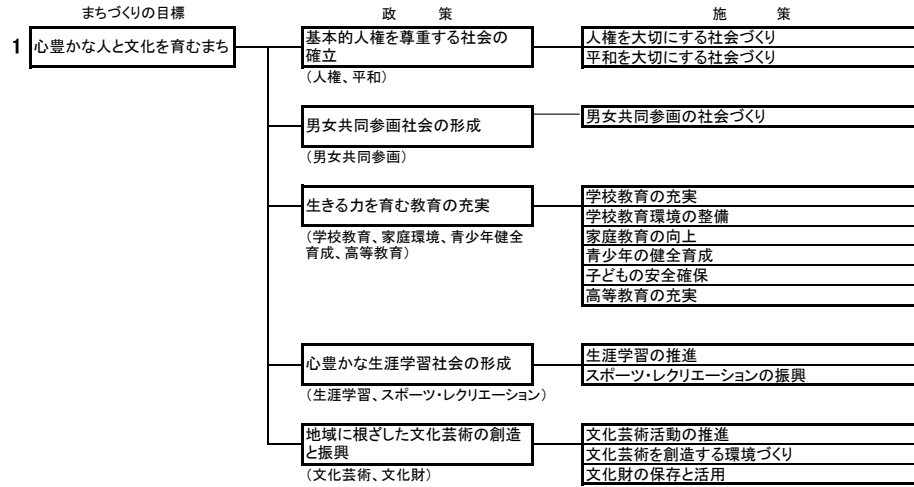 まちづくりの目標
政　　策
施　　策
1 心豊かな人と文化を育むまち
基本的人権を尊重する社会の
確立
(人権、平和)
人権を大切にする社会づくり
平和を大切にする社会づくり
男女共同参画社会の形成
(男女共同参画)
男女共同参画の社会づくり
生きる力を育む教育の充実
(学校教育、家庭環境、青少年健全
育成、高等教育)
学校教育の充実
学校教育環境の整備
家庭教育の向上
青少年の健全育成
子どもの安全確保
高等教育の充実
心豊かな生涯学習社会の形成
(生涯学習、スポーツ・レクリエーション)
生涯学習の推進
スポーツ・レクリエーションの振興
地域に根ざした文化芸術の創造
と振興
(文化芸術、文化財)
文化芸術活動の推進
文化芸術を創造する環境づくり
文化財の保存と活用